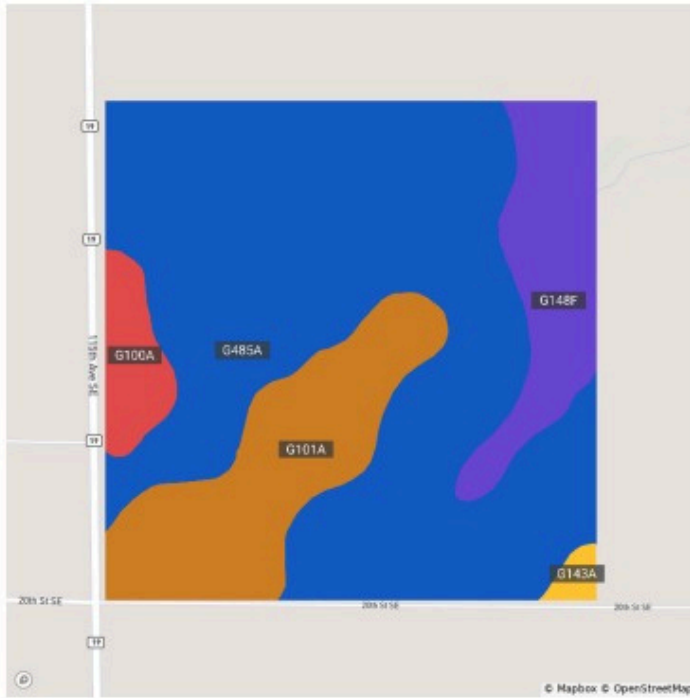 19
19
G148F
115th Ave SE
G100A
G485A
19
G101A
G143A
20th St SE
20th St SE
20th St SE
19
© Mapbox © OpenStreetMap